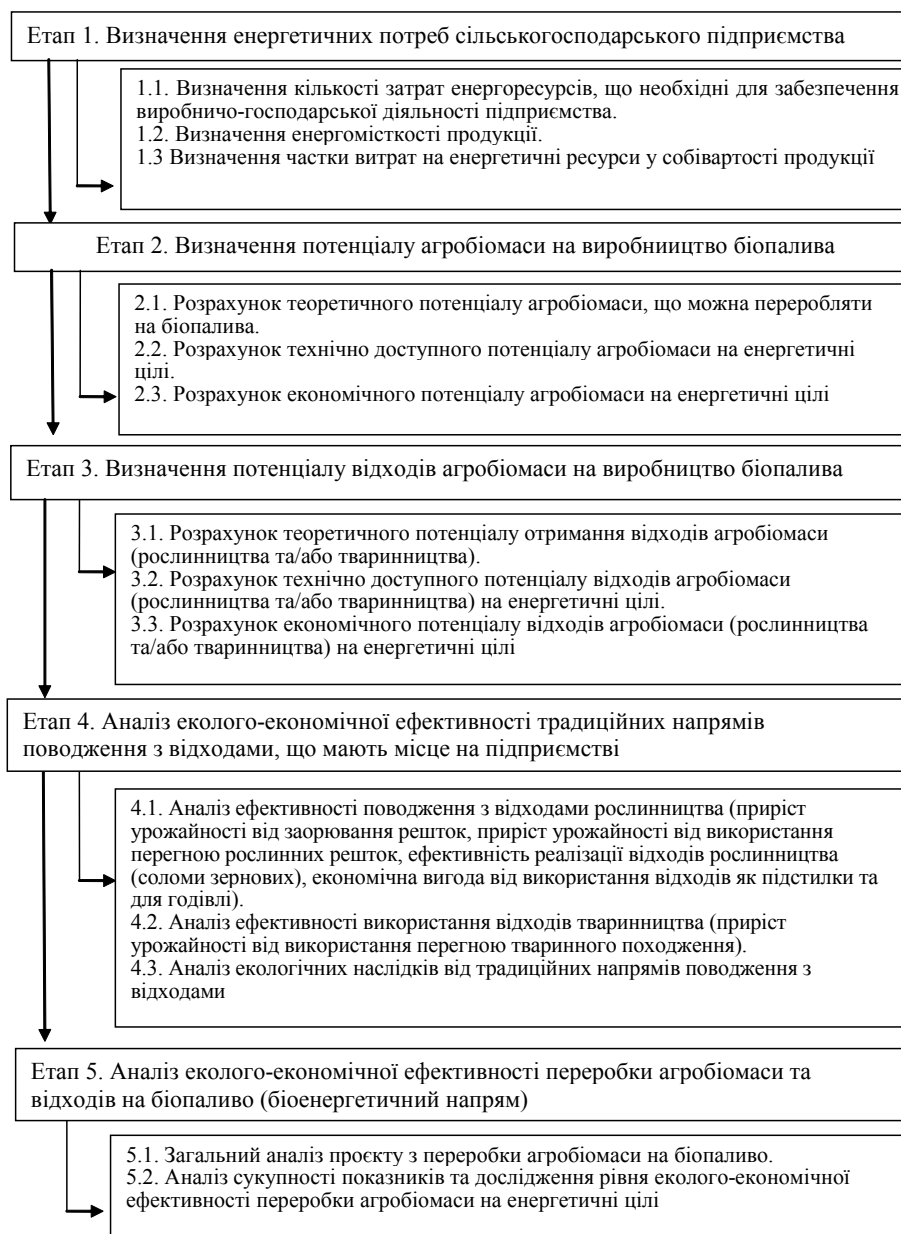 Етап 1. Визначення енергетичних потреб сільськогосподарського підприємства
1.1. Визначення кількості затрат енергоресурсів, що необхідні для забезпечення
виробничо-господарської діяльності підприємства.
1.2. Визначення енергомісткості продукції.
1.3 Визначення частки витрат на енергетичні ресурси у собівартості продукції
Етап 2. Визначення потенціалу агробіомаси на виробниицтво біопалива
2.1. Розрахунок теоретичного потенціалу агробіомаси, що можна переробляти
на біопалива.
2.2. Розрахунок технічно доступного потенціалу агробіомаси на енергетичні
цілі.
2.3. Розрахунок економічного потенціалу агробіомаси на енергетичні цілі
Етап 3. Визначення потенціалу відходів агробіомаси на виробництво біопалива
3.1. Розрахунок теоретичного потенціалу отримання відходів агробіомаси
(рослинництва та/або тваринництва).
3.2. Розрахунок технічно доступного потенціалу відходів агробіомаси
(рослинництва та/або тваринництва) на енергетичні цілі.
3.3. Розрахунок економічного потенціалу відходів агробіомаси (рослинництва
та/або тваринництва) на енергетичні цілі
Етап 4. Аналіз еколого-економічної ефективності традиційних напрямів
поводження з відходами, що мають місце на підприємстві
4.1. Аналіз ефективності поводження з відходами рослинництва (приріст
урожайності від заорювання решток, приріст урожайності від використання
перегною рослинних решток, ефективність реалізації відходів рослинництва
(соломи зернових), економічна вигода від використання відходів як підстилки та
для годівлі).
4.2. Аналіз ефективності використання відходів тваринництва (приріст
урожайності від використання перегною тваринного походження).
4.3. Аналіз екологічних наслідків від традиційних напрямів поводження з
відходами
Етап 5. Аналіз еколого-економічної ефективності переробки агробіомаси та
відходів на біопаливо (біоенергетичний напрям)
5.1. Загальний аналіз проєкту з переробки агробіомаси на біопаливо.
5.2. Аналіз сукупності показників та дослідження рівня еколого-економічної
ефективності переробки агробіомаси на енергетичні цілі